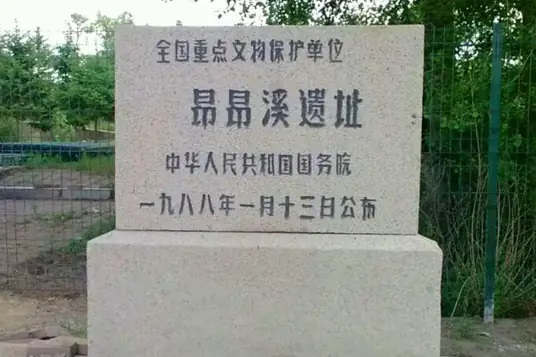 全国重点文物保护单位
昂昂溪遗址
中华人民共和国国务院
一九八八年一月十三日公布